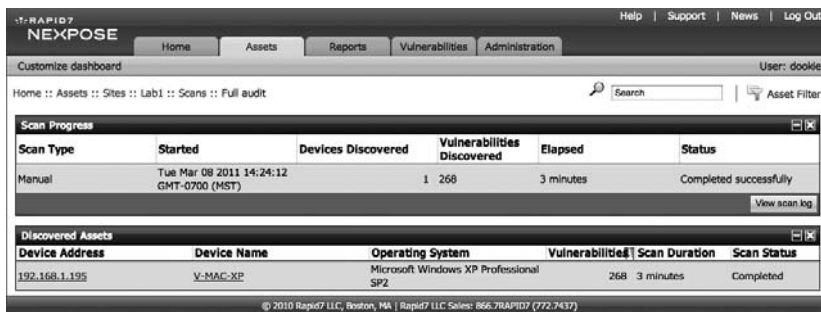 RAPID7
NEXPOSE
Help | Support | News | Log Out
Home Assets Reports Vulnerabilities Administration
Customize dashboard User: dookie
Home :: Assets :: Sites :: Lab1 :: Scans :: Full audit Search | Asset Filter
Scan Progress
Scan Type Started Devices Discovered Vulnerabilities Discovered Elapsed Status
Manual Tue Mar 08 2011 14:24:12 GMT-0700 (MST) 1 268 3 minutes Completed successfully
View scan log
Discovered Assets
Device Address Device Name Operating System Vulnerabilities Scan Duration Scan Status
192.168.1.195 V-MAC-XP Microsoft Windows XP Professional SP2 268 3 minutes Completed
© 2010 Rapid7 LLC, Boston, MA | Rapid7 LLC Sales: 866.7RAPID7 (772.7437)